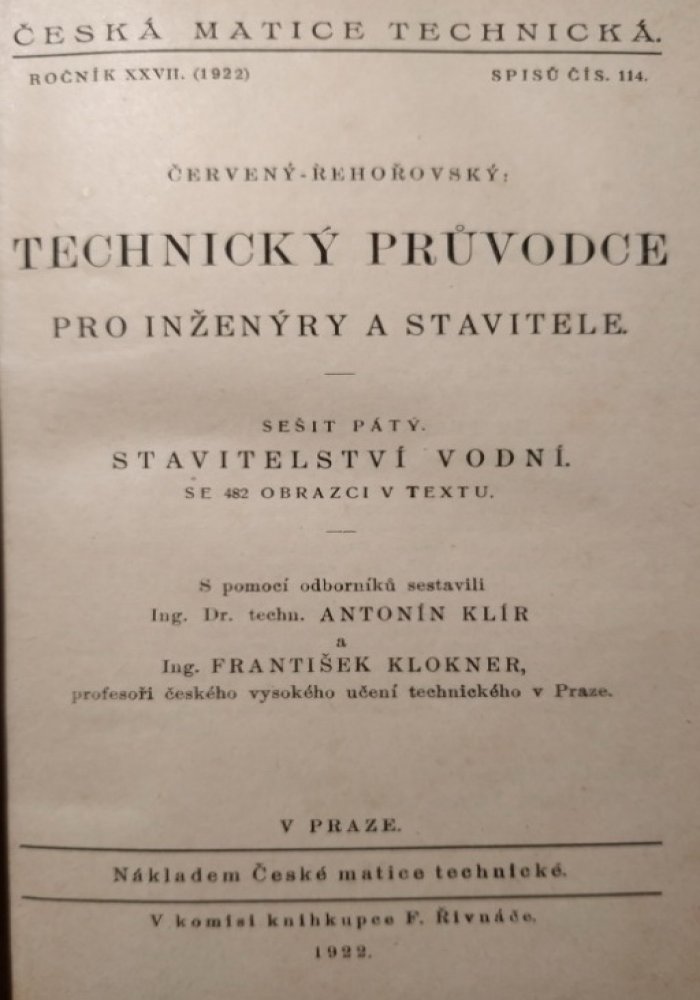 ČESKÁ MATICE TECHNICKÁ.
ROČNÍK XXVII. (1922) SPISŮ ČÍS. 114.
ČERVENÝ-ŘEHOŘOVSKÝ:
TECHNICKÝ PRŮVODCE
PRO INŽENÝRY A STAVITELE.
SEŠIT PÁTÝ.
STAVITELSTVÍ VODNÍ.
SE 482 OBRAZCI V TEXTU.
S pomocí odborníků sestavili
Ing. Dr. techn. ANTONÍN KLÍR
a
Ing. FRANTIŠEK KLOKNER,
profesoři českého vysokého učení technického v Praze.
V PRAZE.
Nákladem České matice technické.
V komisi knihkupce F. Řivnáče.
1922.